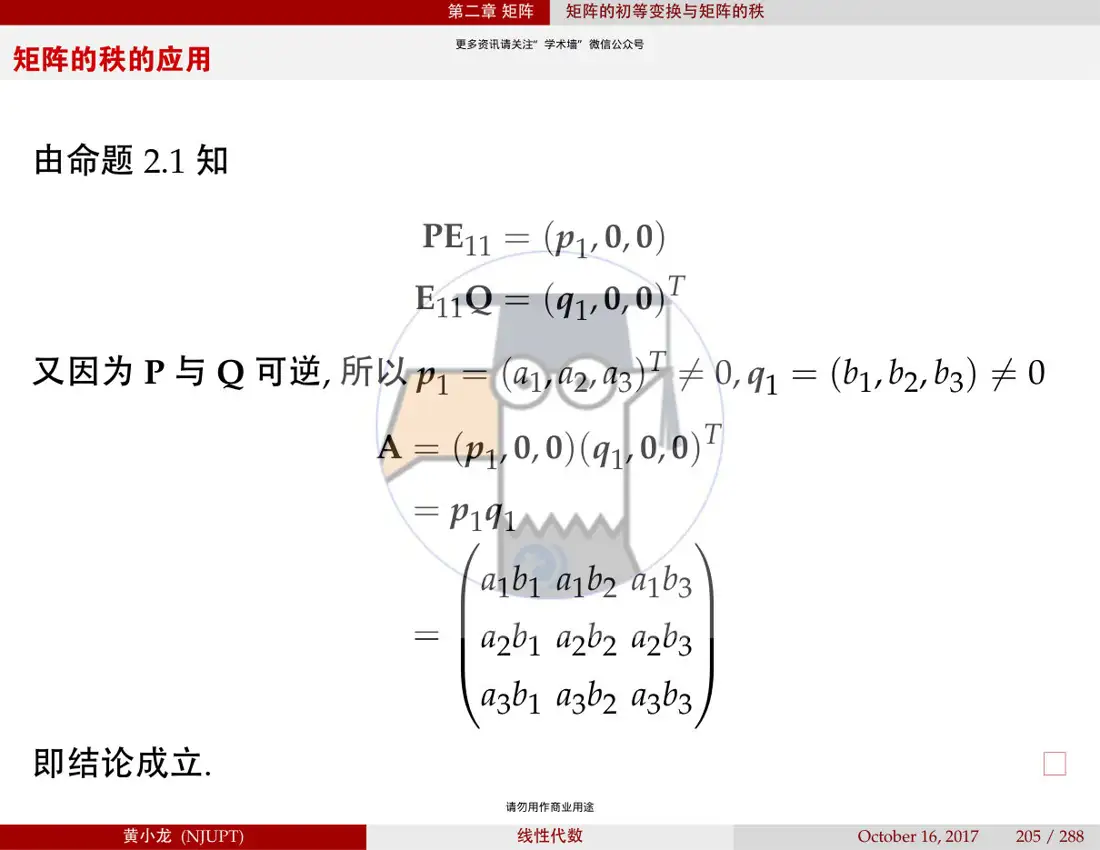 第二章 矩阵 矩阵的初等变换与矩阵的秩
更多资讯请关注“学术墙”微信公众号
矩阵的秩的应用
由命题 2.1 知
PE₁₁ = (p₁, 0, 0)
E₁₁Q = (q₁, 0, 0)ᵀ
又因为 P 与 Q 可逆, 所以 p₁ = (a₁, a₂, a₃)ᵀ ≠ 0, q₁ = (b₁, b₂, b₃) ≠ 0
A = (p₁, 0, 0)(q₁, 0, 0)ᵀ
= p₁q₁
= ( a₁b₁ a₁b₂ a₁b₃
a₂b₁ a₂b₂ a₂b₃
a₃b₁ a₃b₂ a₃b₃ )
即结论成立.
请勿用作商业用途
黄小龙 (NJUPT) 线性代数 October 16, 2017 205 / 288